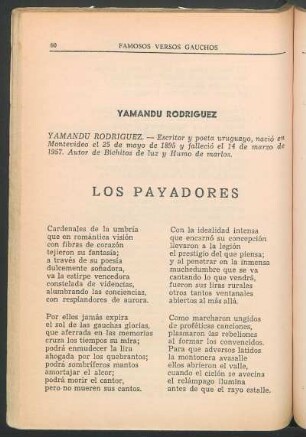 60
FAMOSOS VERSOS GAUCHOS
YAMANDU RODRIGUEZ
YAMANDU RODRIGUEZ. — Escritor y poeta uruguayo, nació en
Montevideo el 25 de mayo de 1895 y falleció el 14 de marzo de
1957. Autor de Bichitos de luz y Humo de marlos.
LOS PAYADORES
Cardenales de la umbría
que en romántica visión
con fibras de corazón
tejieron su fantasía;
a través de su poesía
dulcemente soñadora,
va la estirpe vencedora
constelada de videncias,
alumbrando las conciencias,
con resplandores de aurora.
Por ellos jamás expira
el sol de las gauchas glorias,
que aferrada en las memorias
cruza los tiempos su mira;
podrá enmudecer la lira
ahogada por los quebrantos;
podrá sombríferos mantos
amortajar el alcor;
podrá morir el cantor,
pero no mueren sus cantos.
Con la idealidad intensa
que encarnó su concepción
llevaron a la legión
el prestigio del que piensa;
y al penetrar en la inmensa
muchedumbre que se va
cantando lo que vendrá,
fueron sus liras rurales
otros tantos ventanales
abiertos al más allá.
Como marcharon ungidos
de proféticas canciones,
plasmaron las rebeliones
al formar los convencidos.
Para que adversos latidos
la montonera avasalle
ellos abrieron el valle,
cuando el ciclón se avecina
el relámpago ilumina
antes de que el rayo estalle.